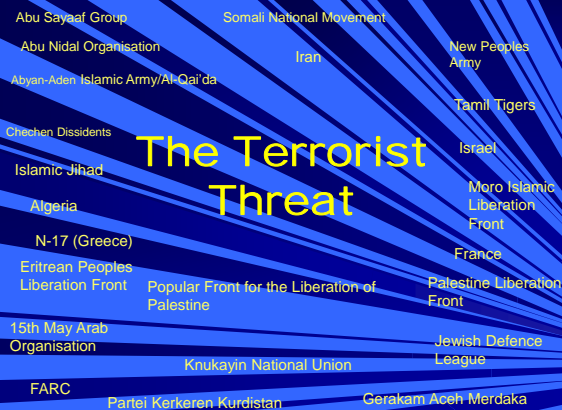 Abu Sayaaf Group
Somali National Movement
Abu Nidal Organisation
Iran
New Peoples
Army
Abyan-Aden Islamic Army/Al-Qai'da
Tamil Tigers
Chechen Dissidents
The Terrorist
Threat
Israel
Islamic Jihad
Moro Islamic
Liberation
Front
Algeria
N-17 (Greece)
France
Eritrean Peoples
Liberation Front
Popular Front for the Liberation of
Palestine
Palestine Liberation
Front
15th May Arab
Organisation
Jewish Defence
League
Knukayin National Union
FARC
Partei Kerkeren Kurdistan
Gerakam Aceh Merdaka